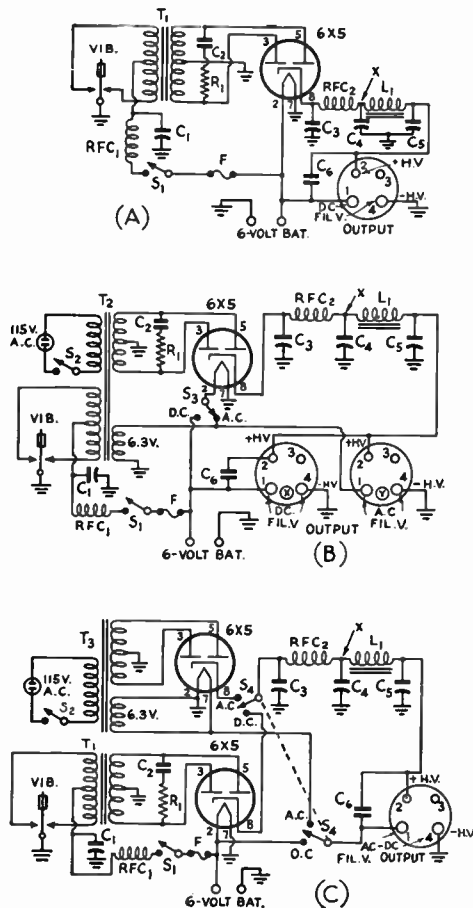 T1
6X5
3 5
VIB.
C2
R1
2 7 8
RFC2 X L1
C3 C4 C5
RFC1 C1
S1 F
C6
+H.V.
2 3
1 4
DC. FIL.V.
-H.V.
OUTPUT
6-VOLT BAT.
(A)
T2
6X5
115V. A.C.
S2
C2
R1
3 5
2 7 8
RFC2 X L1
C3 C4 C5
S3
D.C. A.C.
VIB.
6.3V.
C1
RFC1 S1 F
C6
+HV +H.V.
2 3 2 3
1 X 4 1 Y 4
-HV -H.V.
DC. FIL.V. A.C FIL.V.
OUTPUT
6-VOLT BAT.
(B)
T3
6X5
115V. A.C.
S2
3 5
2 7 8
6.3V.
S4
A.C.
D.C.
RFC2 X L1
C3 C4 C5
T1
6X5
VIB.
C2
R1
3 5
2 7 8
C1
RFC1 S1 F
A.C.
S4
O.C
C6
+H.V.
2 3
1 4
-H.V.
AC-DC FIL.V.
OUTPUT
6-VOLT BAT.
(C)